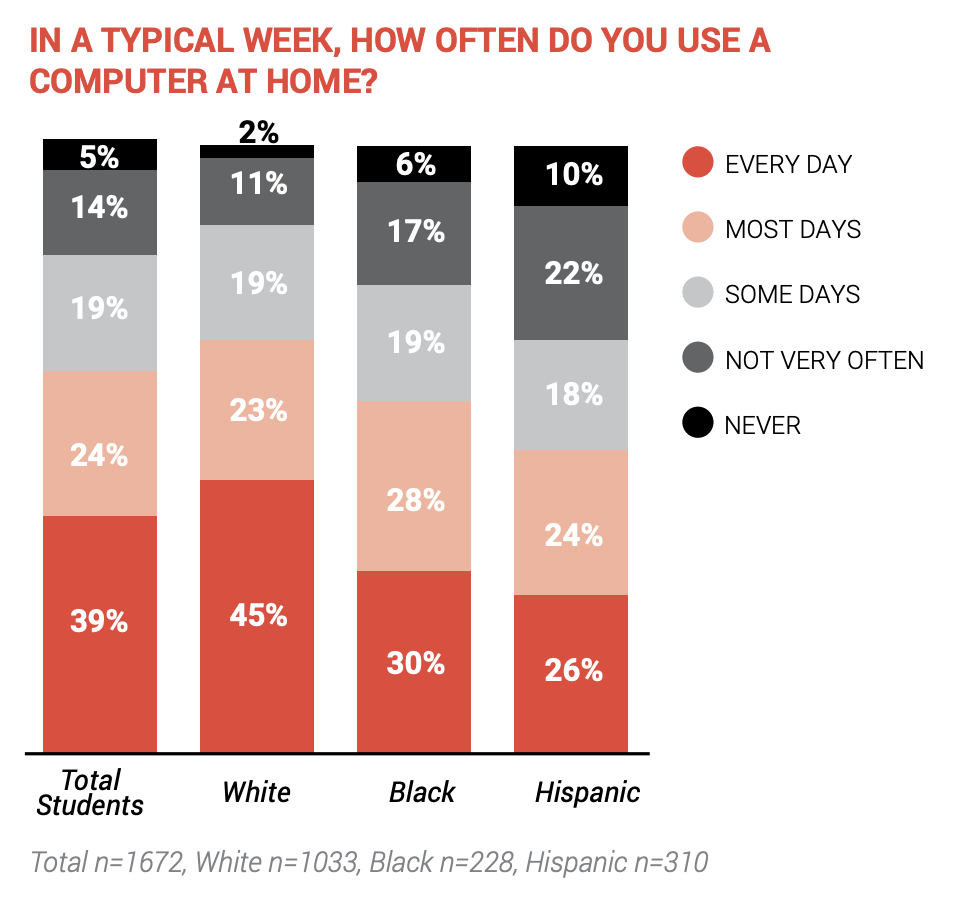 IN A TYPICAL WEEK, HOW OFTEN DO YOU USE A
COMPUTER AT HOME?
5%
14%
19%
24%
39%
2%
11%
19%
23%
45%
6%
17%
19%
28%
30%
10%
22%
18%
24%
26%
EVERY DAY
MOST DAYS
SOME DAYS
NOT VERY OFTEN
NEVER
Total
Students
White
Black
Hispanic
Total n=1672, White n=1033, Black n=228, Hispanic n=310